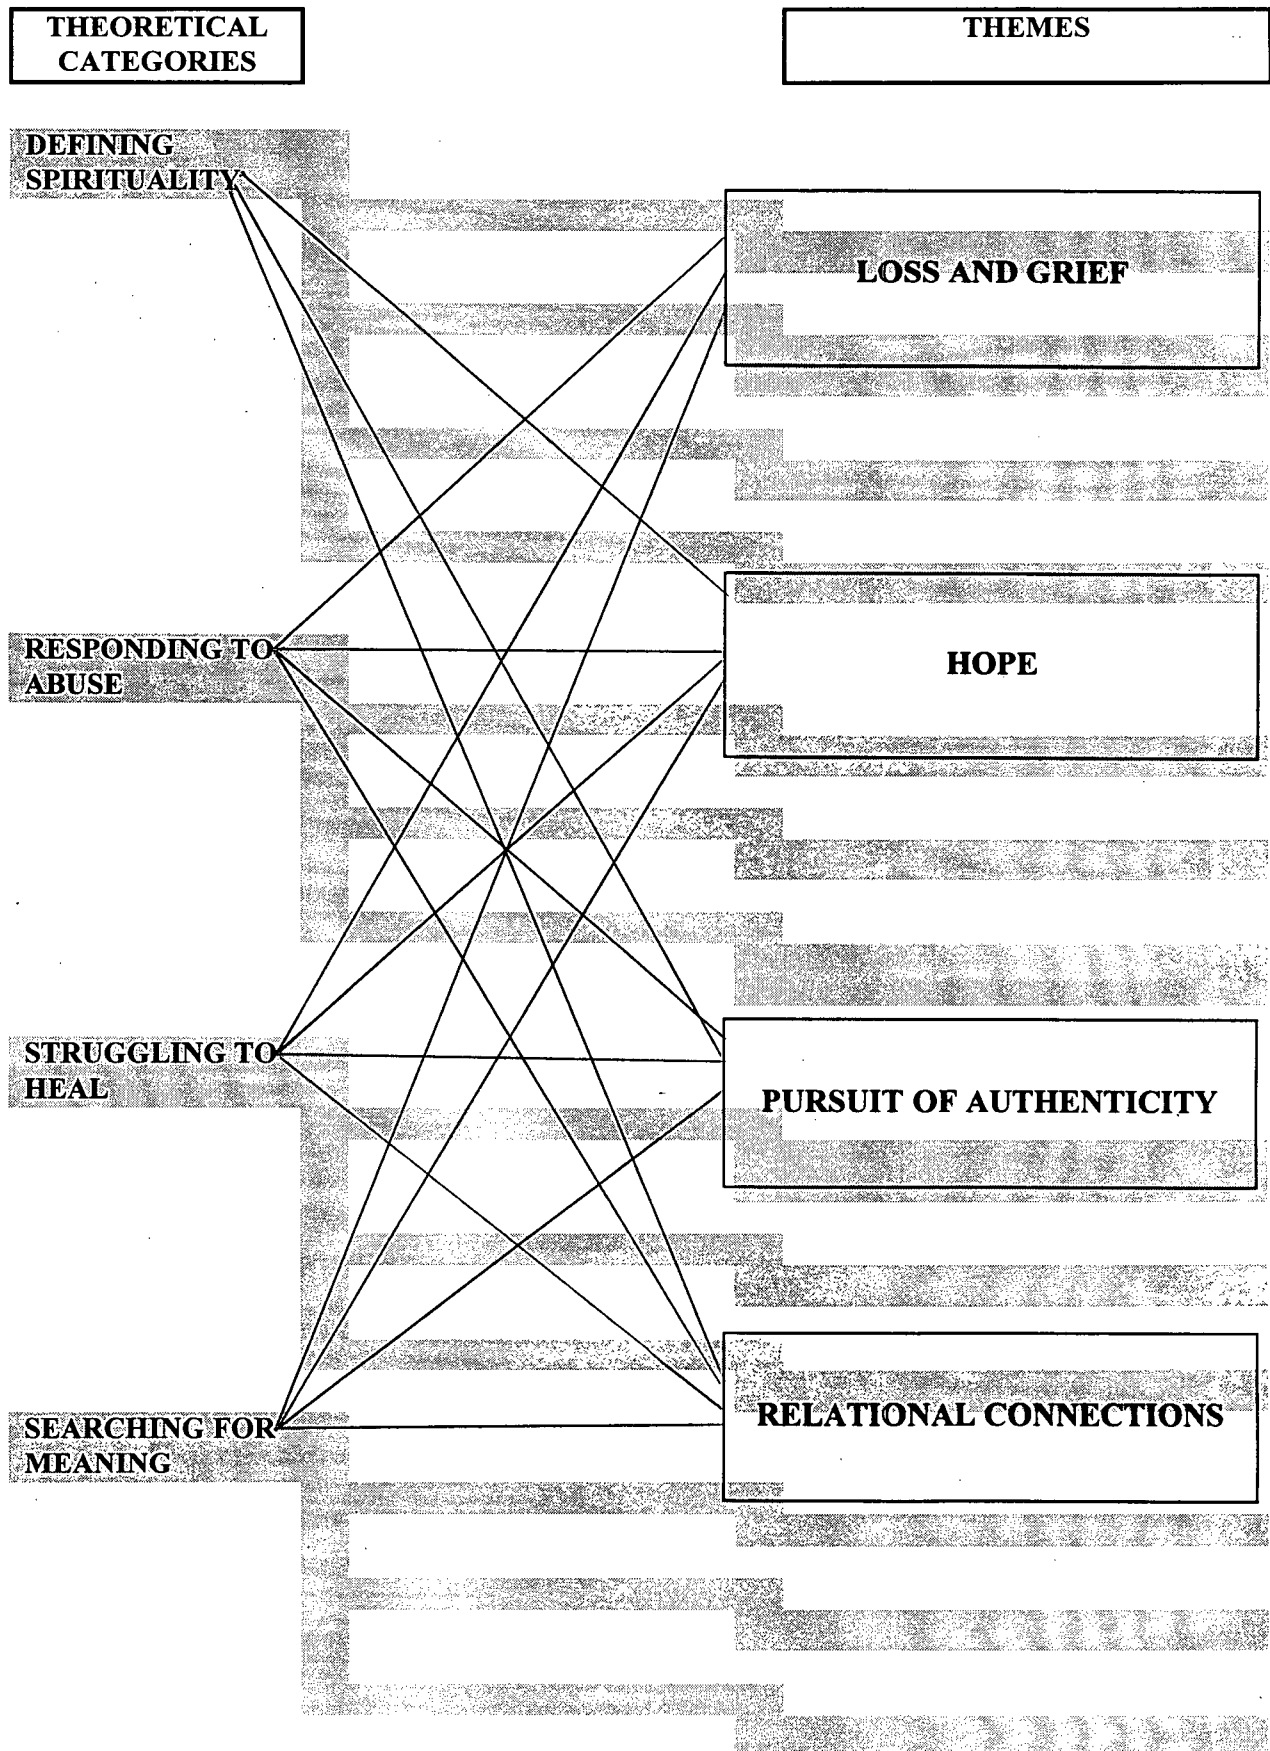 THEORETICAL
CATEGORIES
THEMES
DEFINING
SPIRITUALITY
LOSS AND GRIEF
RESPONDING TO
ABUSE
HOPE
STRUGGLING TO
HEAL
PURSUIT OF AUTHENTICITY
SEARCHING FOR
MEANING
RELATIONAL CONNECTIONS